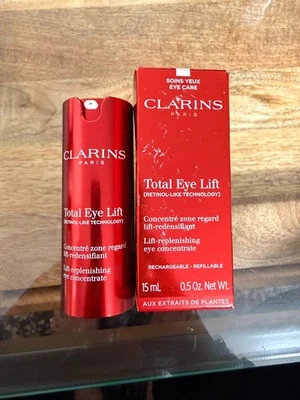 CLARINS
PARIS
Total Eye Lift
[RETINOL-LIKE TECHNOLOGY]
Concentré zone regard
lift-redensifiant
Lift-replenishing
eye concentrate
SOINS YEUX
EYE CARE
CLARINS
PARIS
Total Eye Lift
[RETINOL-LIKE TECHNOLOGY]
Concentré zone regard
lift-redensifiant
Lift-replenishing
eye concentrate
RECHARGEABLE - REFILLABLE
15 mL 0.5 Oz. Net Wt.
AUX EXTRAITS DE PLANTES